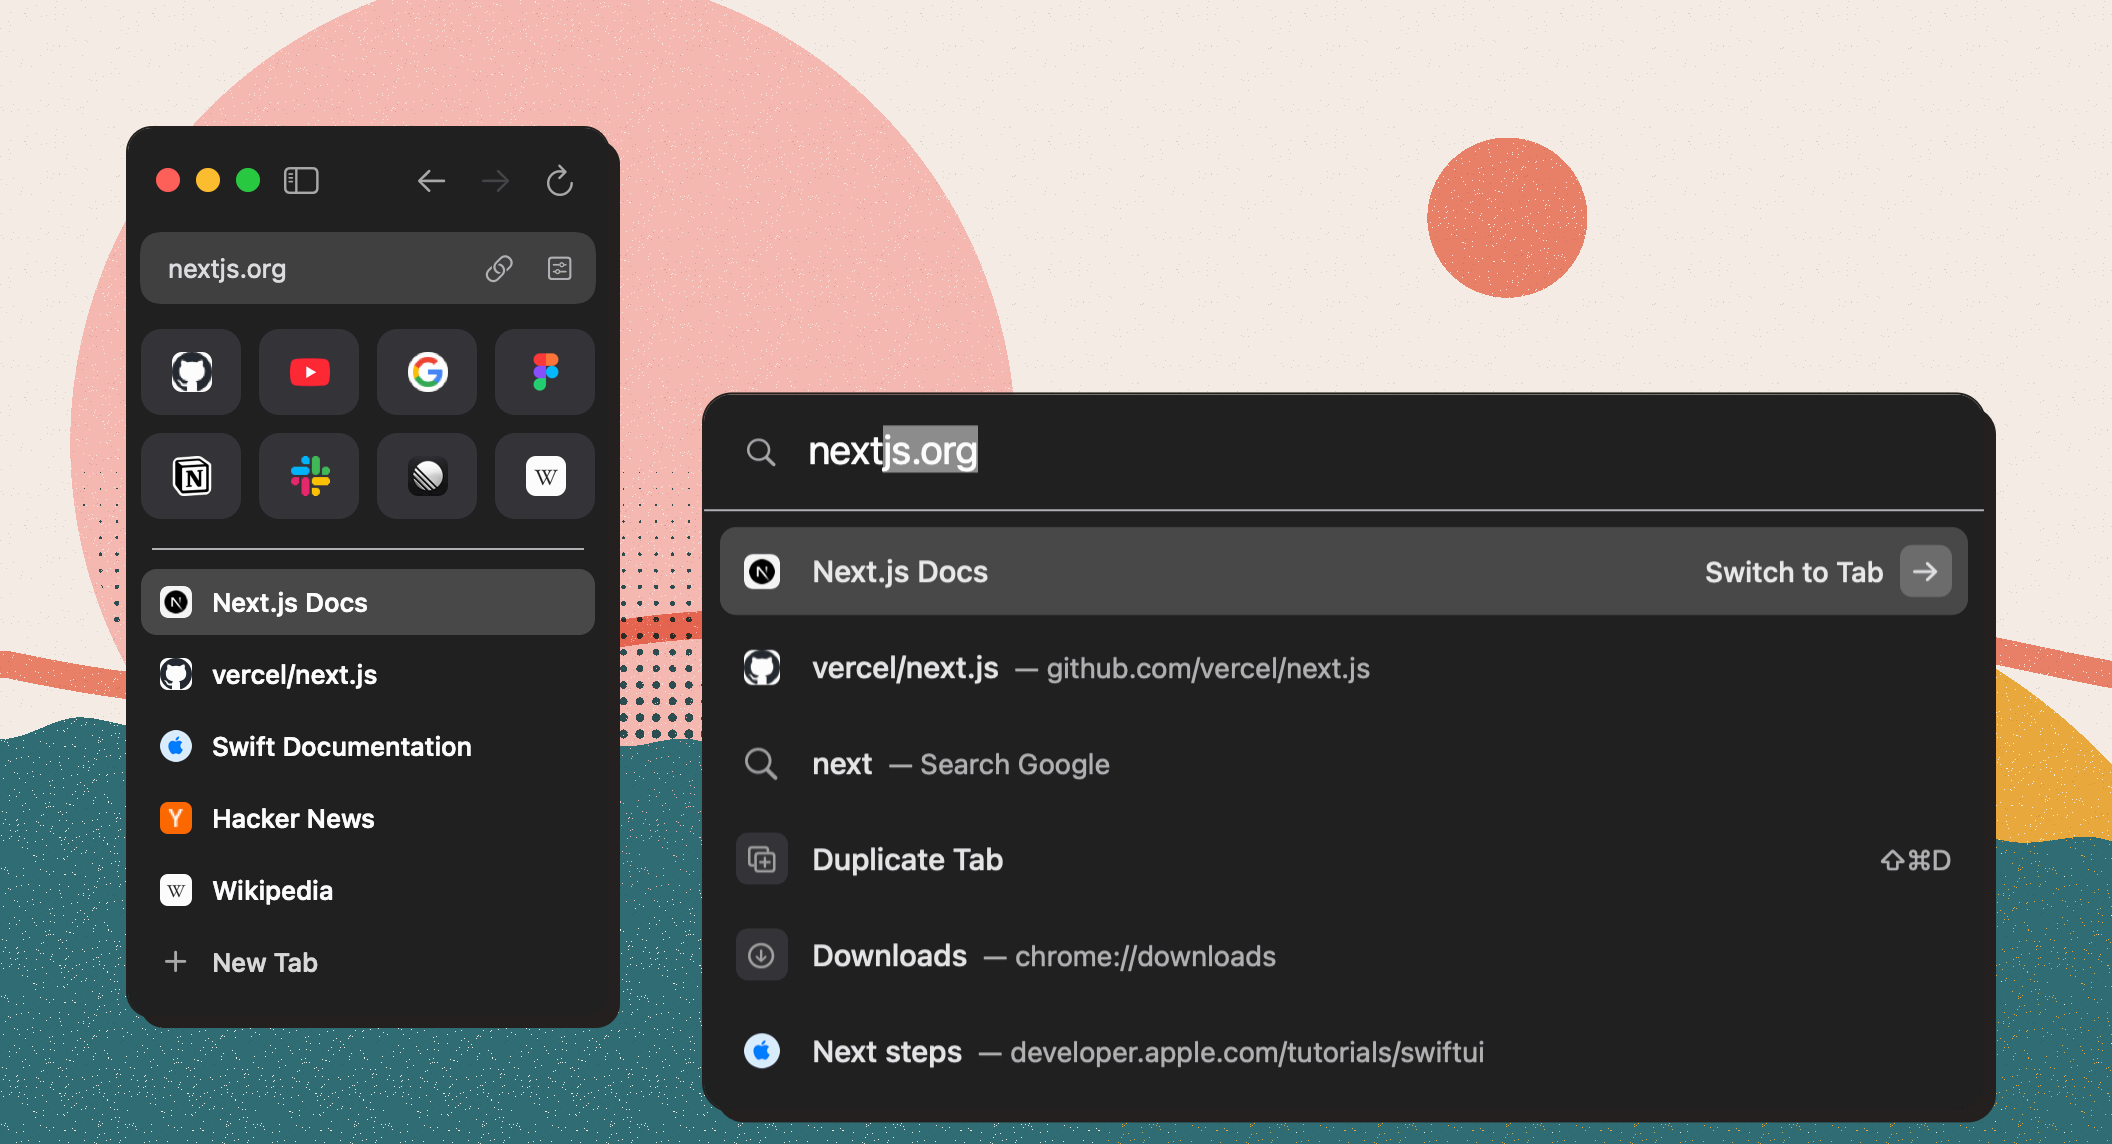 nextjs.org
Next.js Docs
vercel/next.js
Swift Documentation
Hacker News
Wikipedia
New Tab
nextjs.org
Next.js Docs Switch to Tab
vercel/next.js — github.com/vercel/next.js
next — Search Google
Duplicate Tab ⇧⌘D
Downloads — chrome://downloads
Next steps — developer.apple.com/tutorials/swiftui